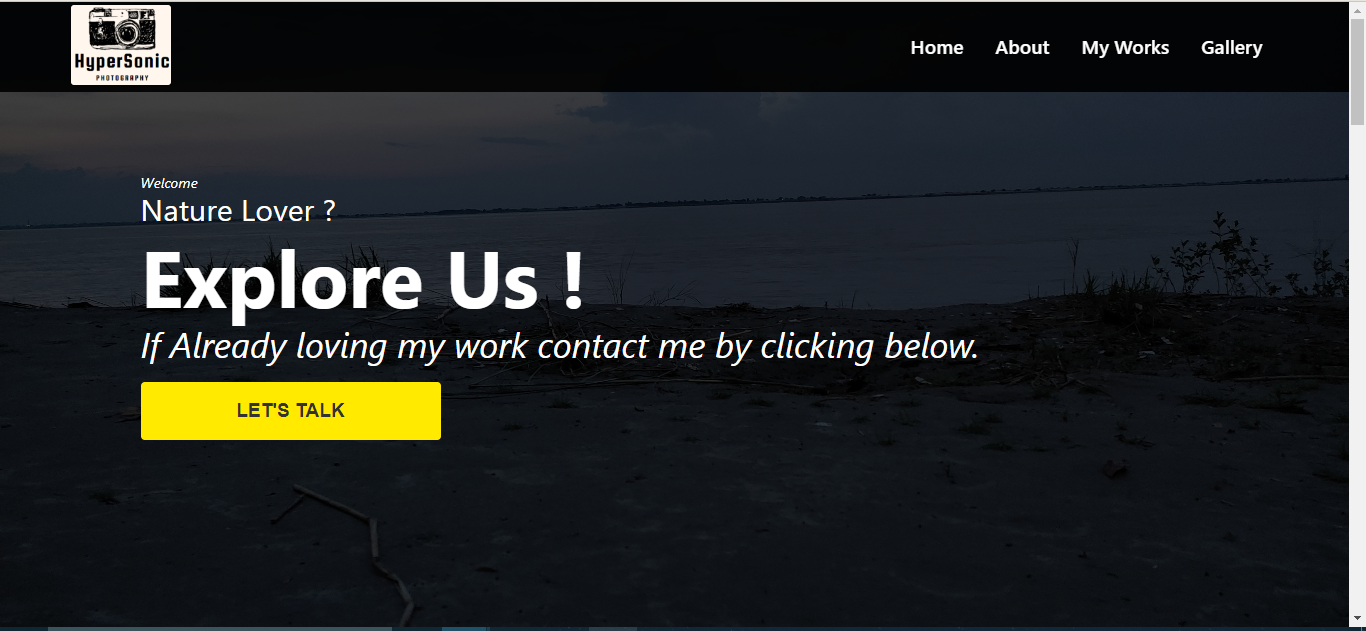 HyperSonic
PHOTOGRAPHY
Home About My Works Gallery
Welcome
Nature Lover ?
Explore Us !
If Already loving my work contact me by clicking below.
LET'S TALK